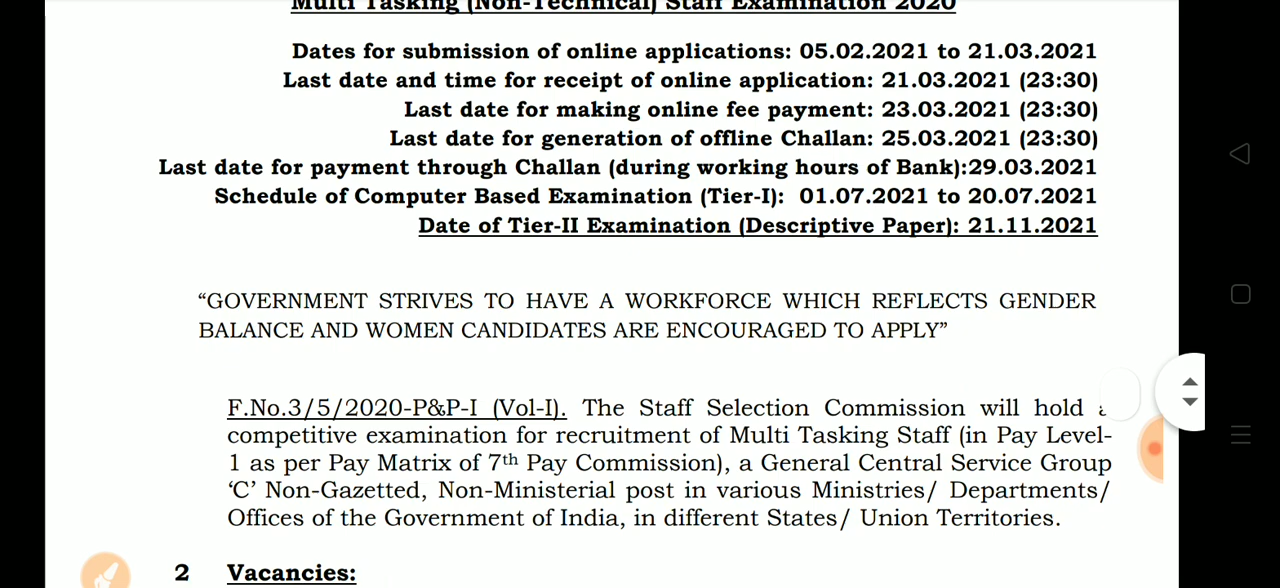 Multi Tasking (Non-Technical) Staff Examination 2020
Dates for submission of online applications: 05.02.2021 to 21.03.2021
Last date and time for receipt of online application: 21.03.2021 (23:30)
Last date for making online fee payment: 23.03.2021 (23:30)
Last date for generation of offline Challan: 25.03.2021 (23:30)
Last date for payment through Challan (during working hours of Bank):29.03.2021
Schedule of Computer Based Examination (Tier-I): 01.07.2021 to 20.07.2021
Date of Tier-II Examination (Descriptive Paper): 21.11.2021
“GOVERNMENT STRIVES TO HAVE A WORKFORCE WHICH REFLECTS GENDER
BALANCE AND WOMEN CANDIDATES ARE ENCOURAGED TO APPLY”
F.No.3/5/2020-P&P-I (Vol-I). The Staff Selection Commission will hold a
competitive examination for recruitment of Multi Tasking Staff (in Pay Level-
1 as per Pay Matrix of 7th Pay Commission), a General Central Service Group
‘C’ Non-Gazetted, Non-Ministerial post in various Ministries/ Departments/
Offices of the Government of India, in different States/ Union Territories.
2 Vacancies: